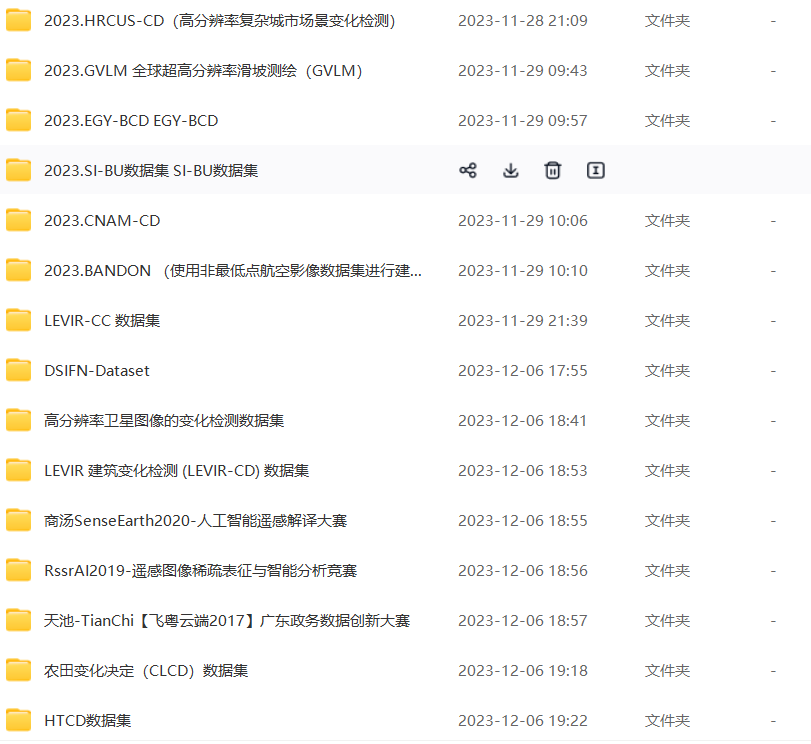 2023.HRCUS-CD（高分辨率复杂城市场景变化检测） 2023-11-28 21:09 文件夹 -
2023.GVLM 全球超高分辨率滑坡测绘（GVLM） 2023-11-29 09:43 文件夹 -
2023.EGY-BCD EGY-BCD 2023-11-29 09:57 文件夹 -
2023.SI-BU数据集 SI-BU数据集
2023.CNAM-CD 2023-11-29 10:06 文件夹 -
2023.BANDON （使用非最低点航空影像数据集进行建... 2023-11-29 10:10 文件夹 -
LEVIR-CC 数据集 2023-11-29 21:39 文件夹 -
DSIFN-Dataset 2023-12-06 17:55 文件夹 -
高分辨率卫星图像的变化检测数据集 2023-12-06 18:41 文件夹 -
LEVIR 建筑变化检测 (LEVIR-CD) 数据集 2023-12-06 18:53 文件夹 -
商汤SenseEarth2020-人工智能遥感解译大赛 2023-12-06 18:55 文件夹 -
RssrAI2019-遥感图像稀疏表征与智能分析竞赛 2023-12-06 18:56 文件夹 -
天池-TianChi【飞粤云端2017】广东政务数据创新大赛 2023-12-06 18:57 文件夹 -
农田变化决定（CLCD）数据集 2023-12-06 19:18 文件夹 -
HTCD数据集 2023-12-06 19:22 文件夹 -